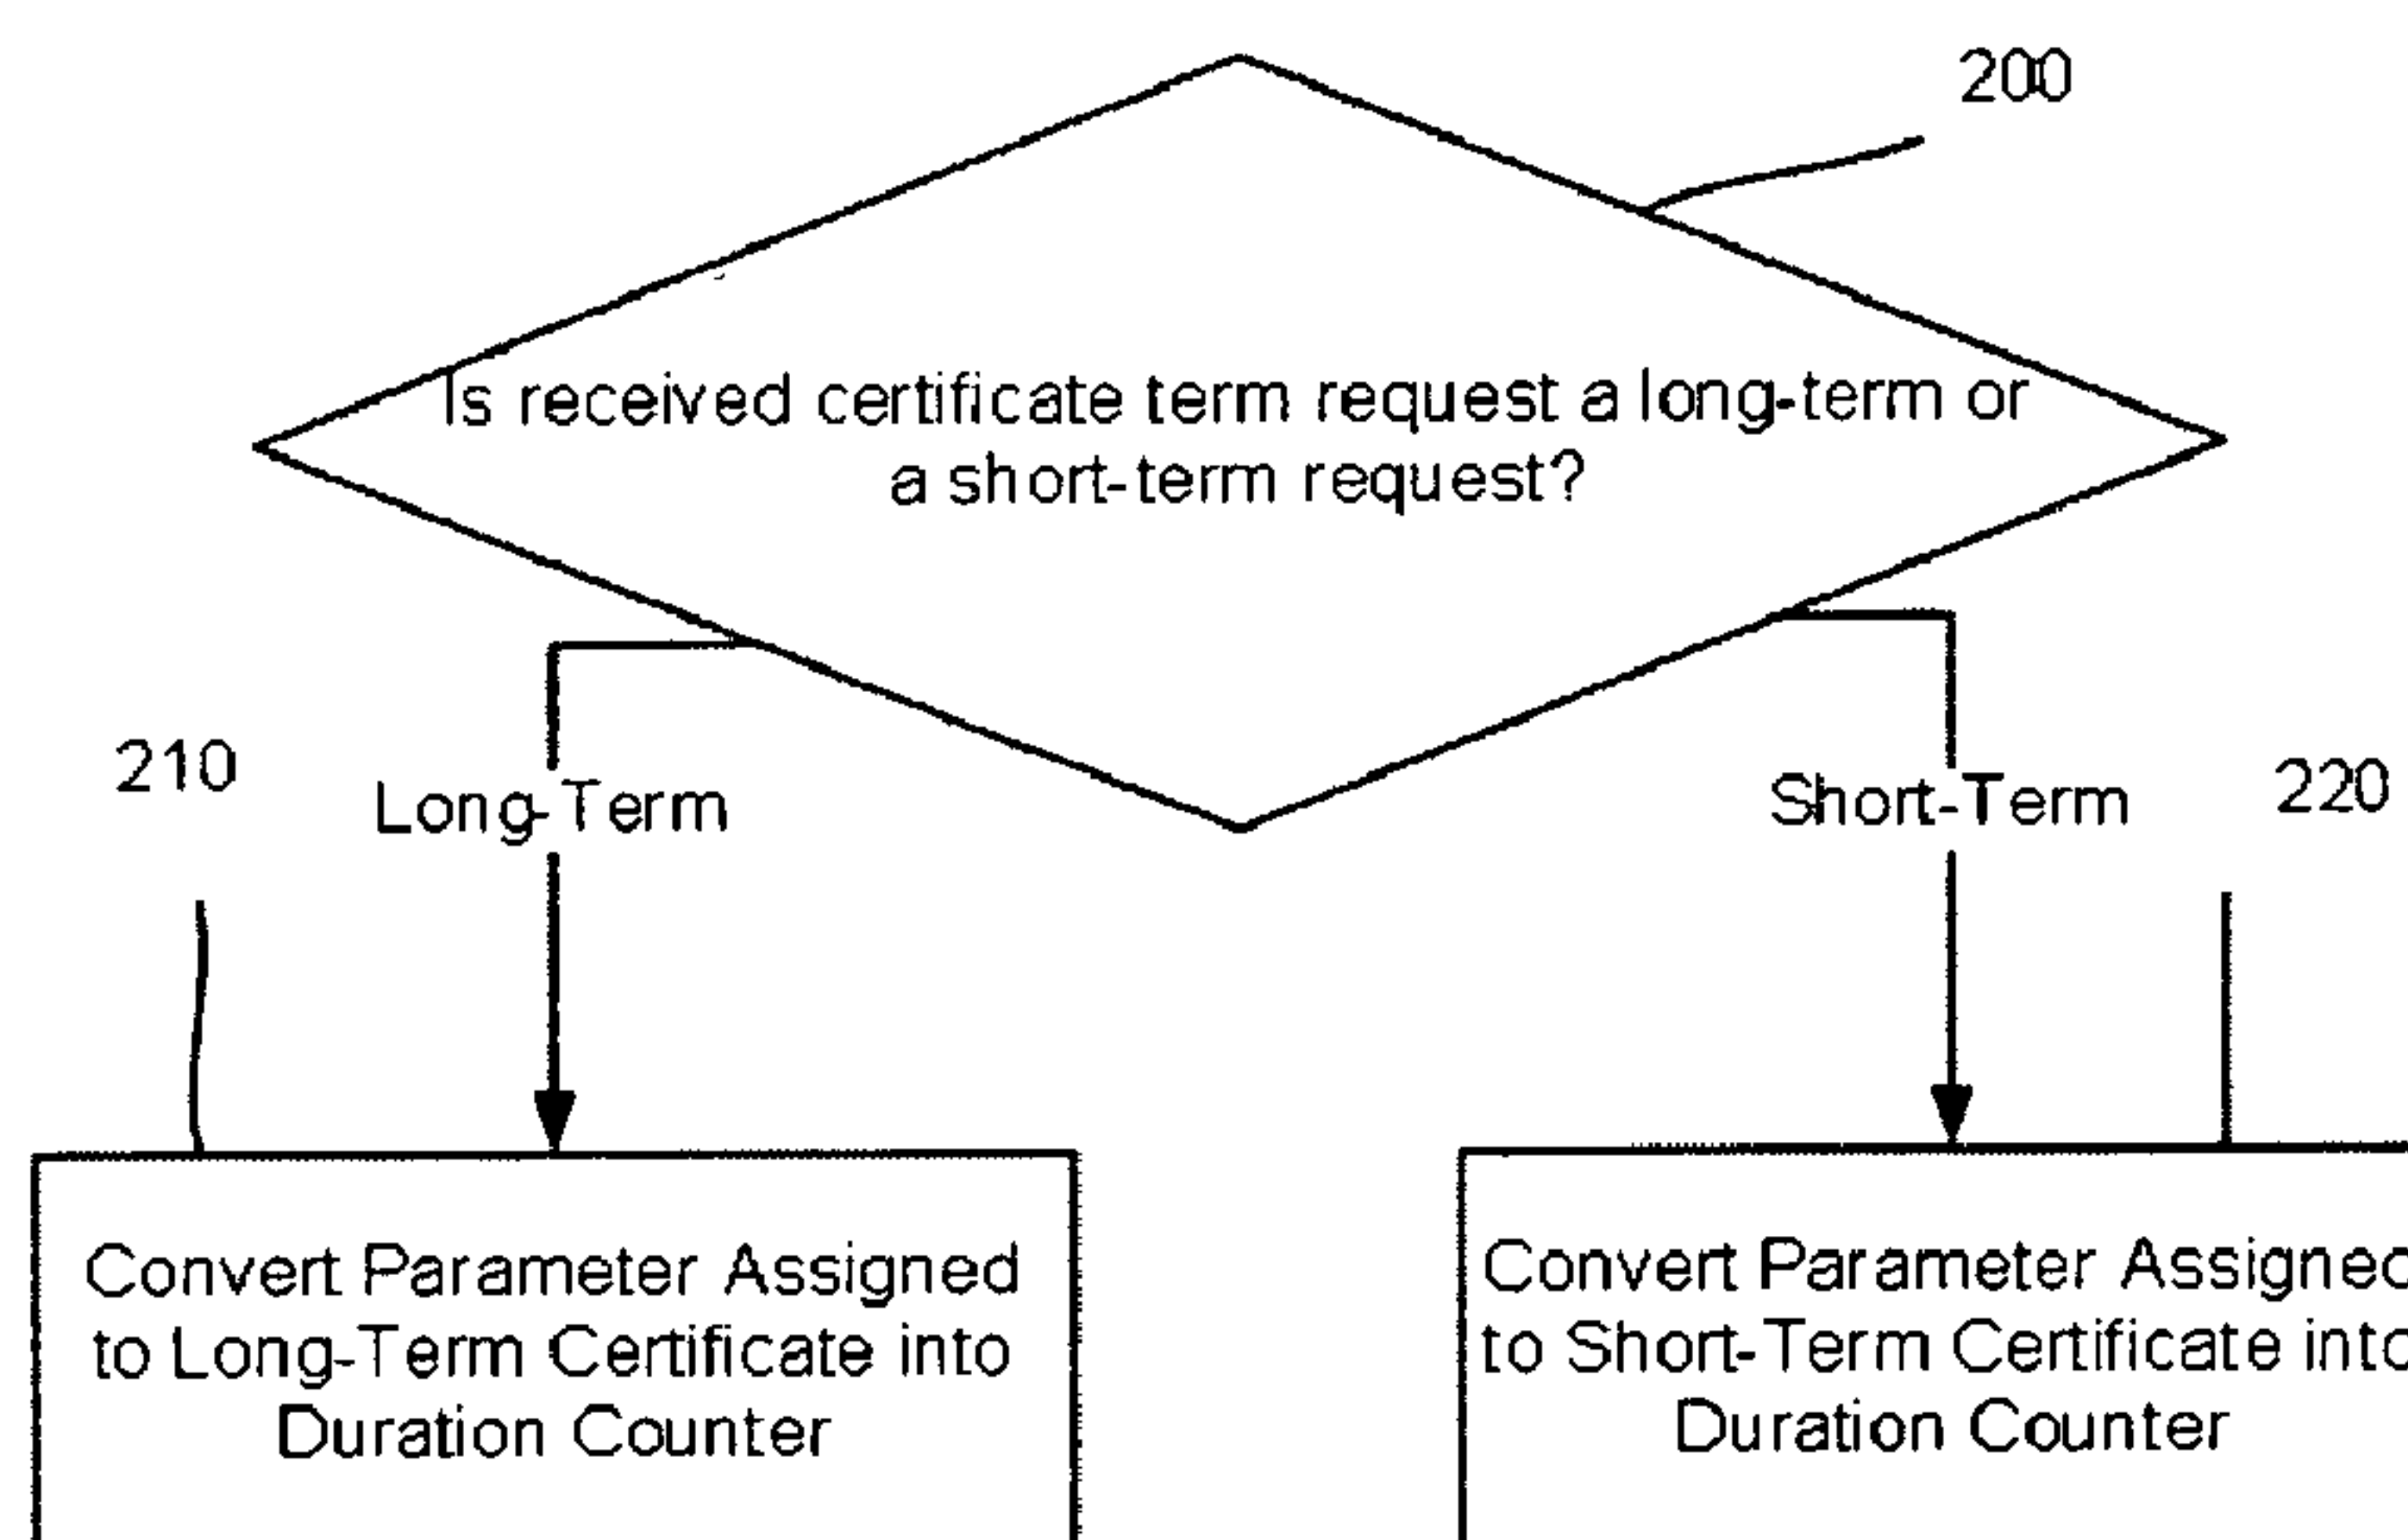 200
Is received certificate term request a long-term or
a short-term request?
210
Long-Term
Short-Term
220
Convert Parameter Assigned
to Long-Term Certificate into
Duration Counter
Convert Parameter Assigned
to Short-Term Certificate into
Duration Counter